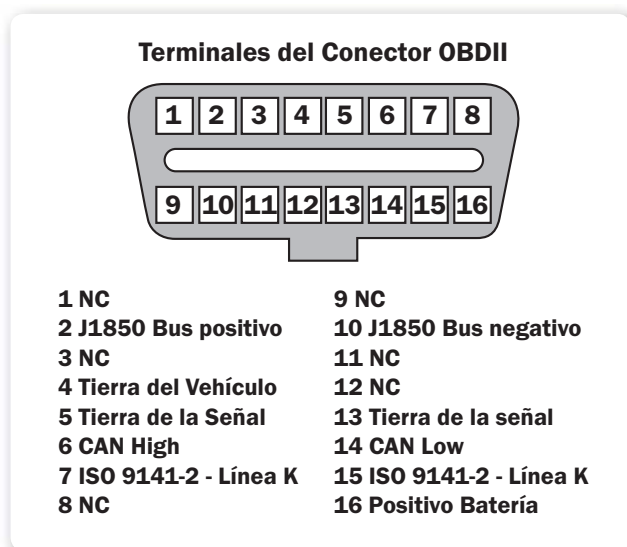 Terminales del Conector OBDII
1 2 3 4 5 6 7 8
9 10 11 12 13 14 15 16
1 NC
2 J1850 Bus positivo
3 NC
4 Tierra del Vehículo
5 Tierra de la Señal
6 CAN High
7 ISO 9141-2 - Línea K
8 NC
9 NC
10 J1850 Bus negativo
11 NC
12 NC
13 Tierra de la señal
14 CAN Low
15 ISO 9141-2 - Línea K
16 Positivo Batería